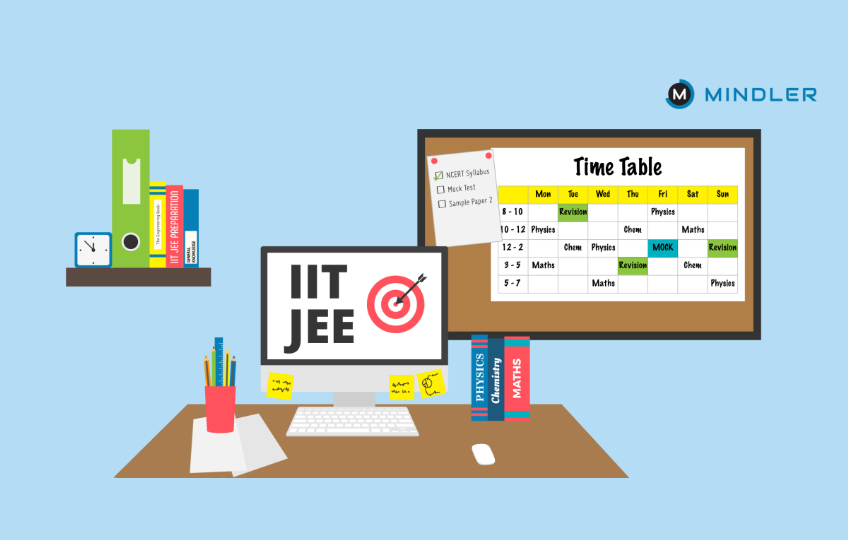 M MINDLER
Time Table
NCERT Syllabus
Mock Test
Sample Paper 2
Mon Tue Wed Thu Fri Sat Sun
8 - 10 Revision Physics
10 - 12 Physics Chem Maths
12 - 2 Chem Physics MOCK Revision
3 - 5 Maths Revision Chem
5 - 7 Maths Physics
The Engineering Book
IIT JEE PREPARATION
GENERAL
KNOWLEDGE
IIT
JEE
PHYSICS
Chemistry
MATHS